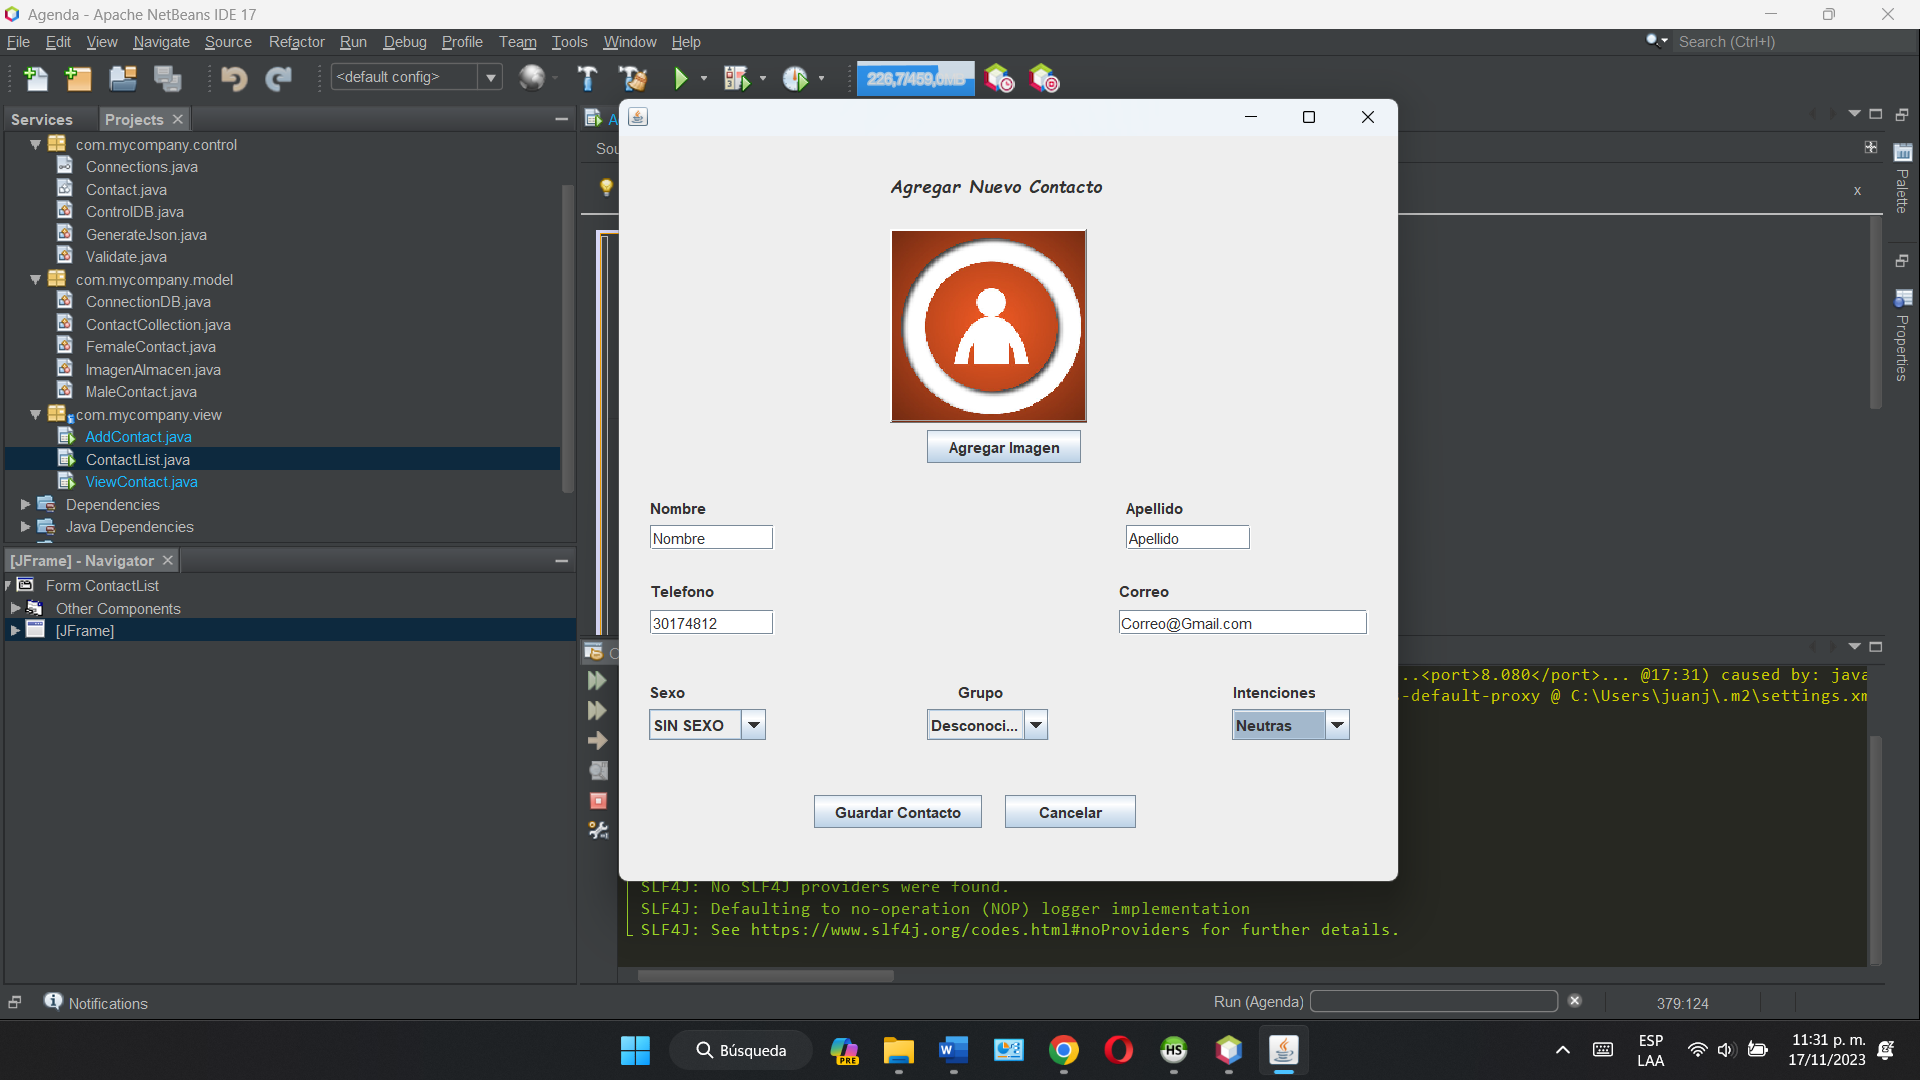 Agenda - Apache NetBeans IDE 17
File Edit View Navigate Source Refactor Run Debug Profile Team Tools Window Help
Search (Ctrl+I)
<default config>
226,7/459,0MB
Services
Projects
com.mycompany.control
Connections.java
Contact.java
ControlDB.java
GenerateJson.java
Validate.java
com.mycompany.model
ConnectionDB.java
ContactCollection.java
FemaleContact.java
ImagenAlmacen.java
MaleContact.java
com.mycompany.view
AddContact.java
ContactList.java
ViewContact.java
Dependencies
Java Dependencies
[JFrame] - Navigator
Form ContactList
Other Components
[JFrame]
Sou
x
Palette
Properties
Agregar Nuevo Contacto
Agregar Imagen
Nombre
Apellido
Nombre
Apellido
Telefono
Correo
30174812
Correo@Gmail.com
Sexo
Grupo
Intenciones
SIN SEXO
Desconoci...
Neutras
Guardar Contacto
Cancelar
..<port>8.080</port>... @17:31) caused by: java
-default-proxy @ C:\Users\juanj\.m2\settings.xm
SLF4J: No SLF4J providers were found.
SLF4J: Defaulting to no-operation (NOP) logger implementation
SLF4J: See https://www.slf4j.org/codes.html#noProviders for further details.
Notifications
Run (Agenda)
379:124
Búsqueda
PRE
W
HS
ESP
LAA
11:31 p. m.
17/11/2023